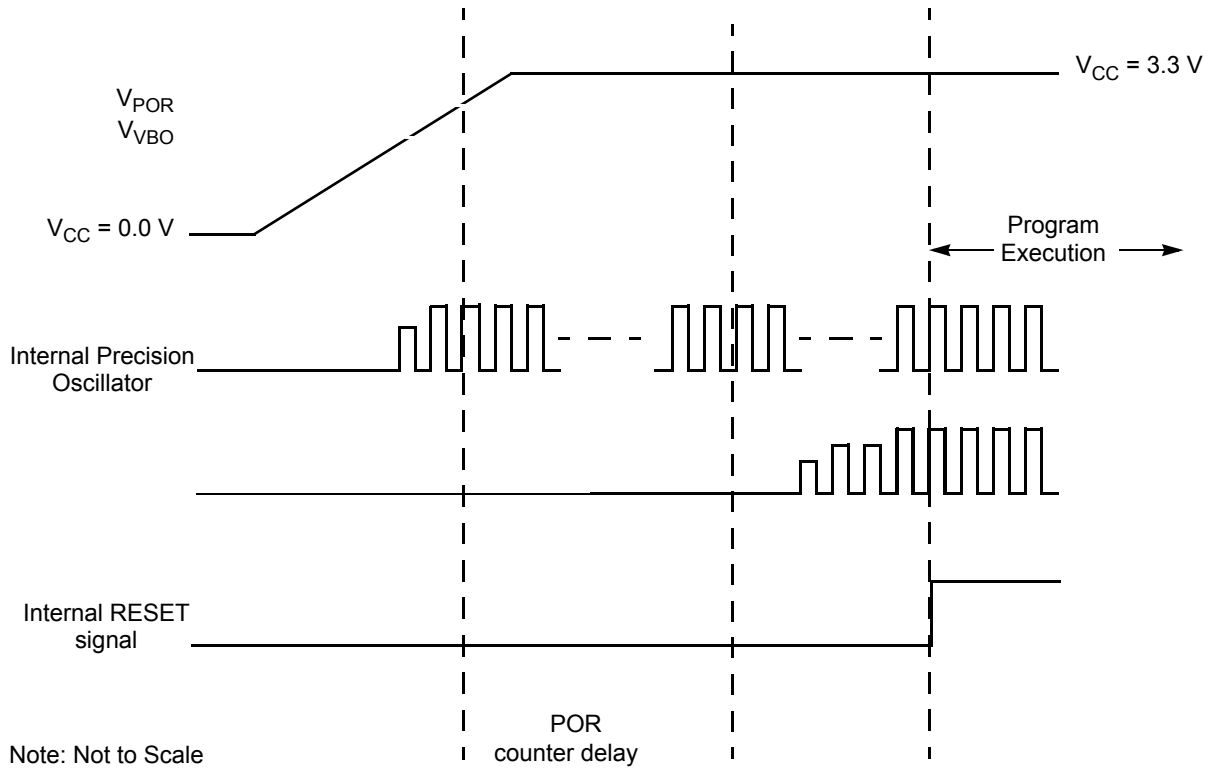 V_CC = 3.3 V
V_POR
V_VBO
V_CC = 0.0 V
Program
Execution
Internal Precision
Oscillator
Internal RESET
signal
POR
counter delay
Note: Not to Scale